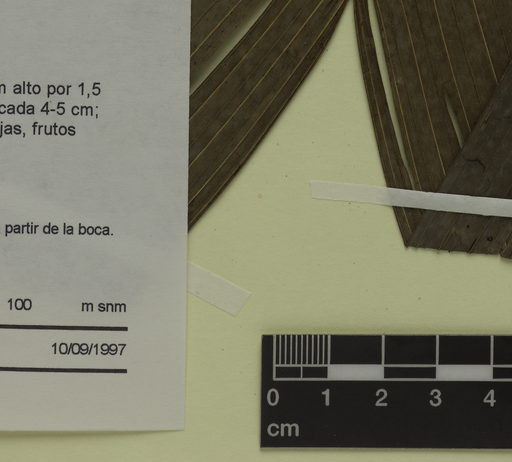 alto por 1,5
cada 4-5 cm;
jas, frutos
partir de la boca.
100 m snm
10/09/1997
0 1 2 3 4
cm